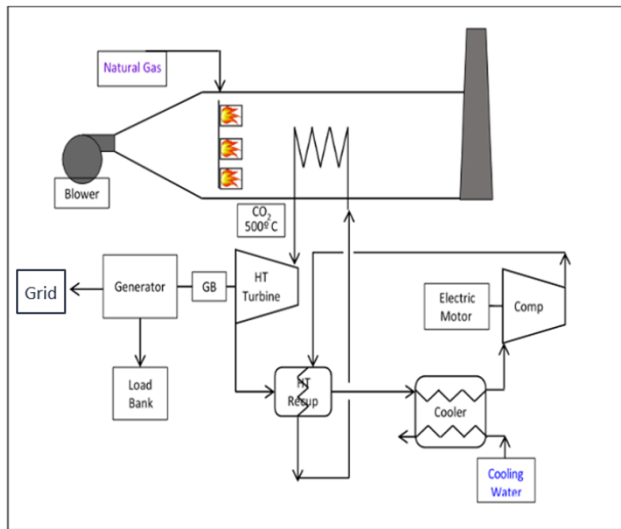 Natural Gas
Blower
CO2
500º C
Grid
Generator
GB
HT
Turbine
Electric
Motor
Comp
Load
Bank
HT
Recup
Cooler
Cooling
Water